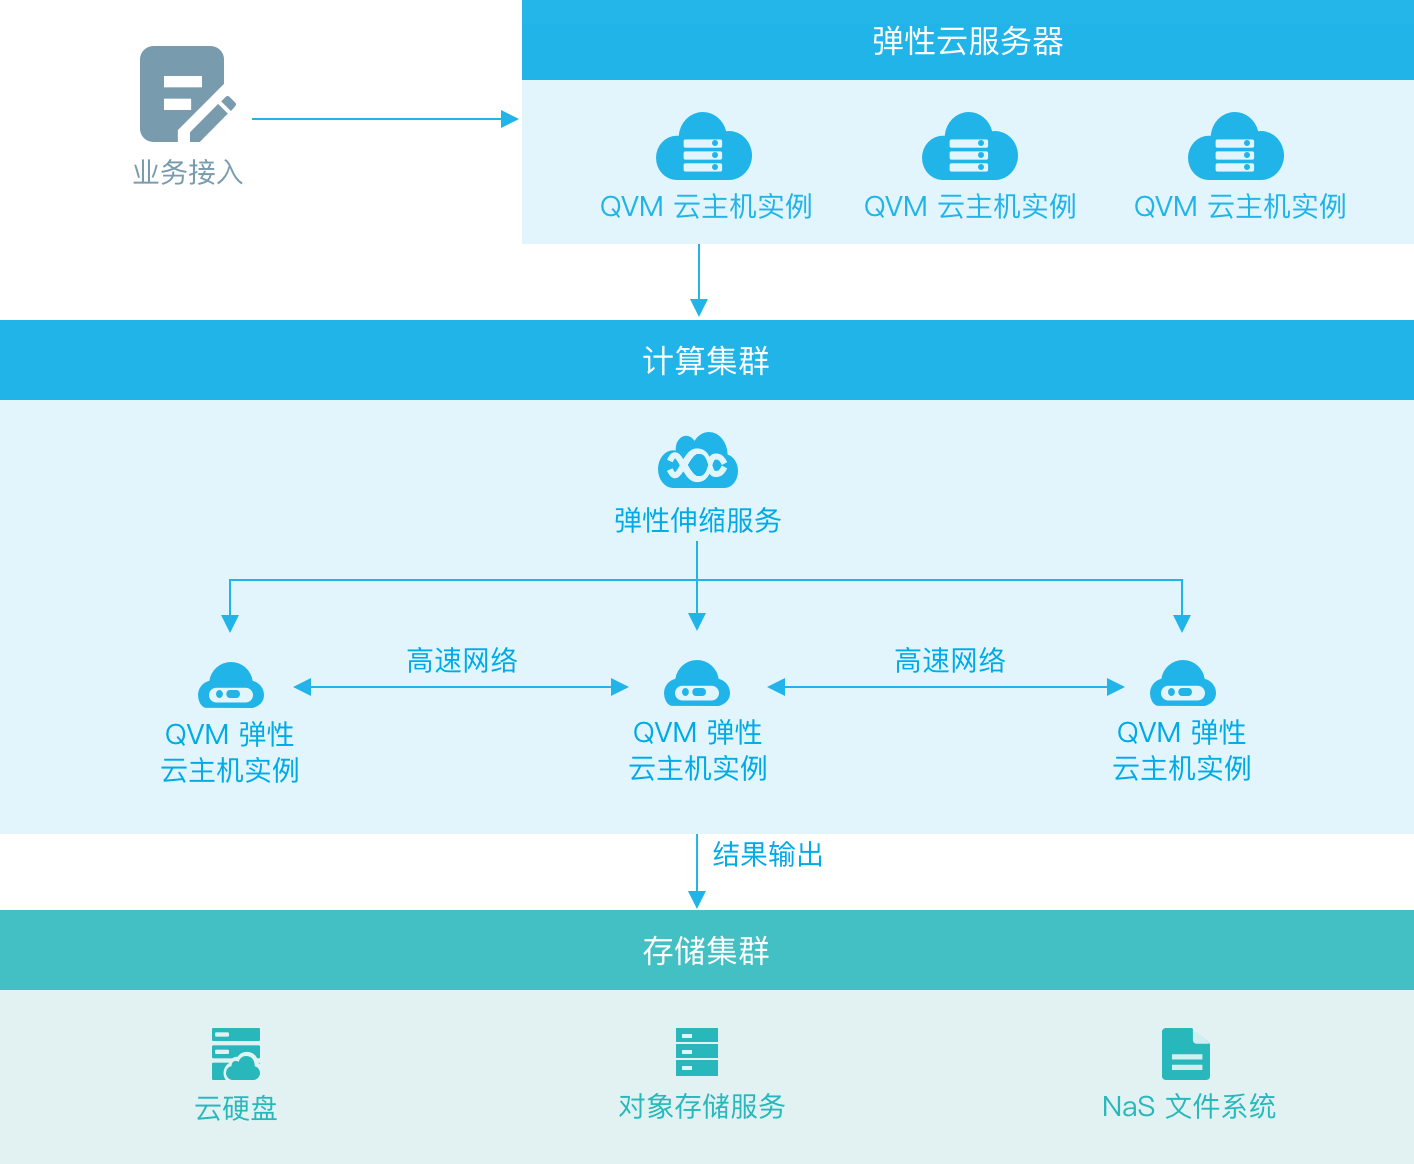 弹性云服务器
业务接入
QVM 云主机实例
QVM 云主机实例
QVM 云主机实例
计算集群
弹性伸缩服务
高速网络
高速网络
QVM 弹性
云主机实例
QVM 弹性
云主机实例
QVM 弹性
云主机实例
结果输出
存储集群
云硬盘
对象存储服务
NaS 文件系统